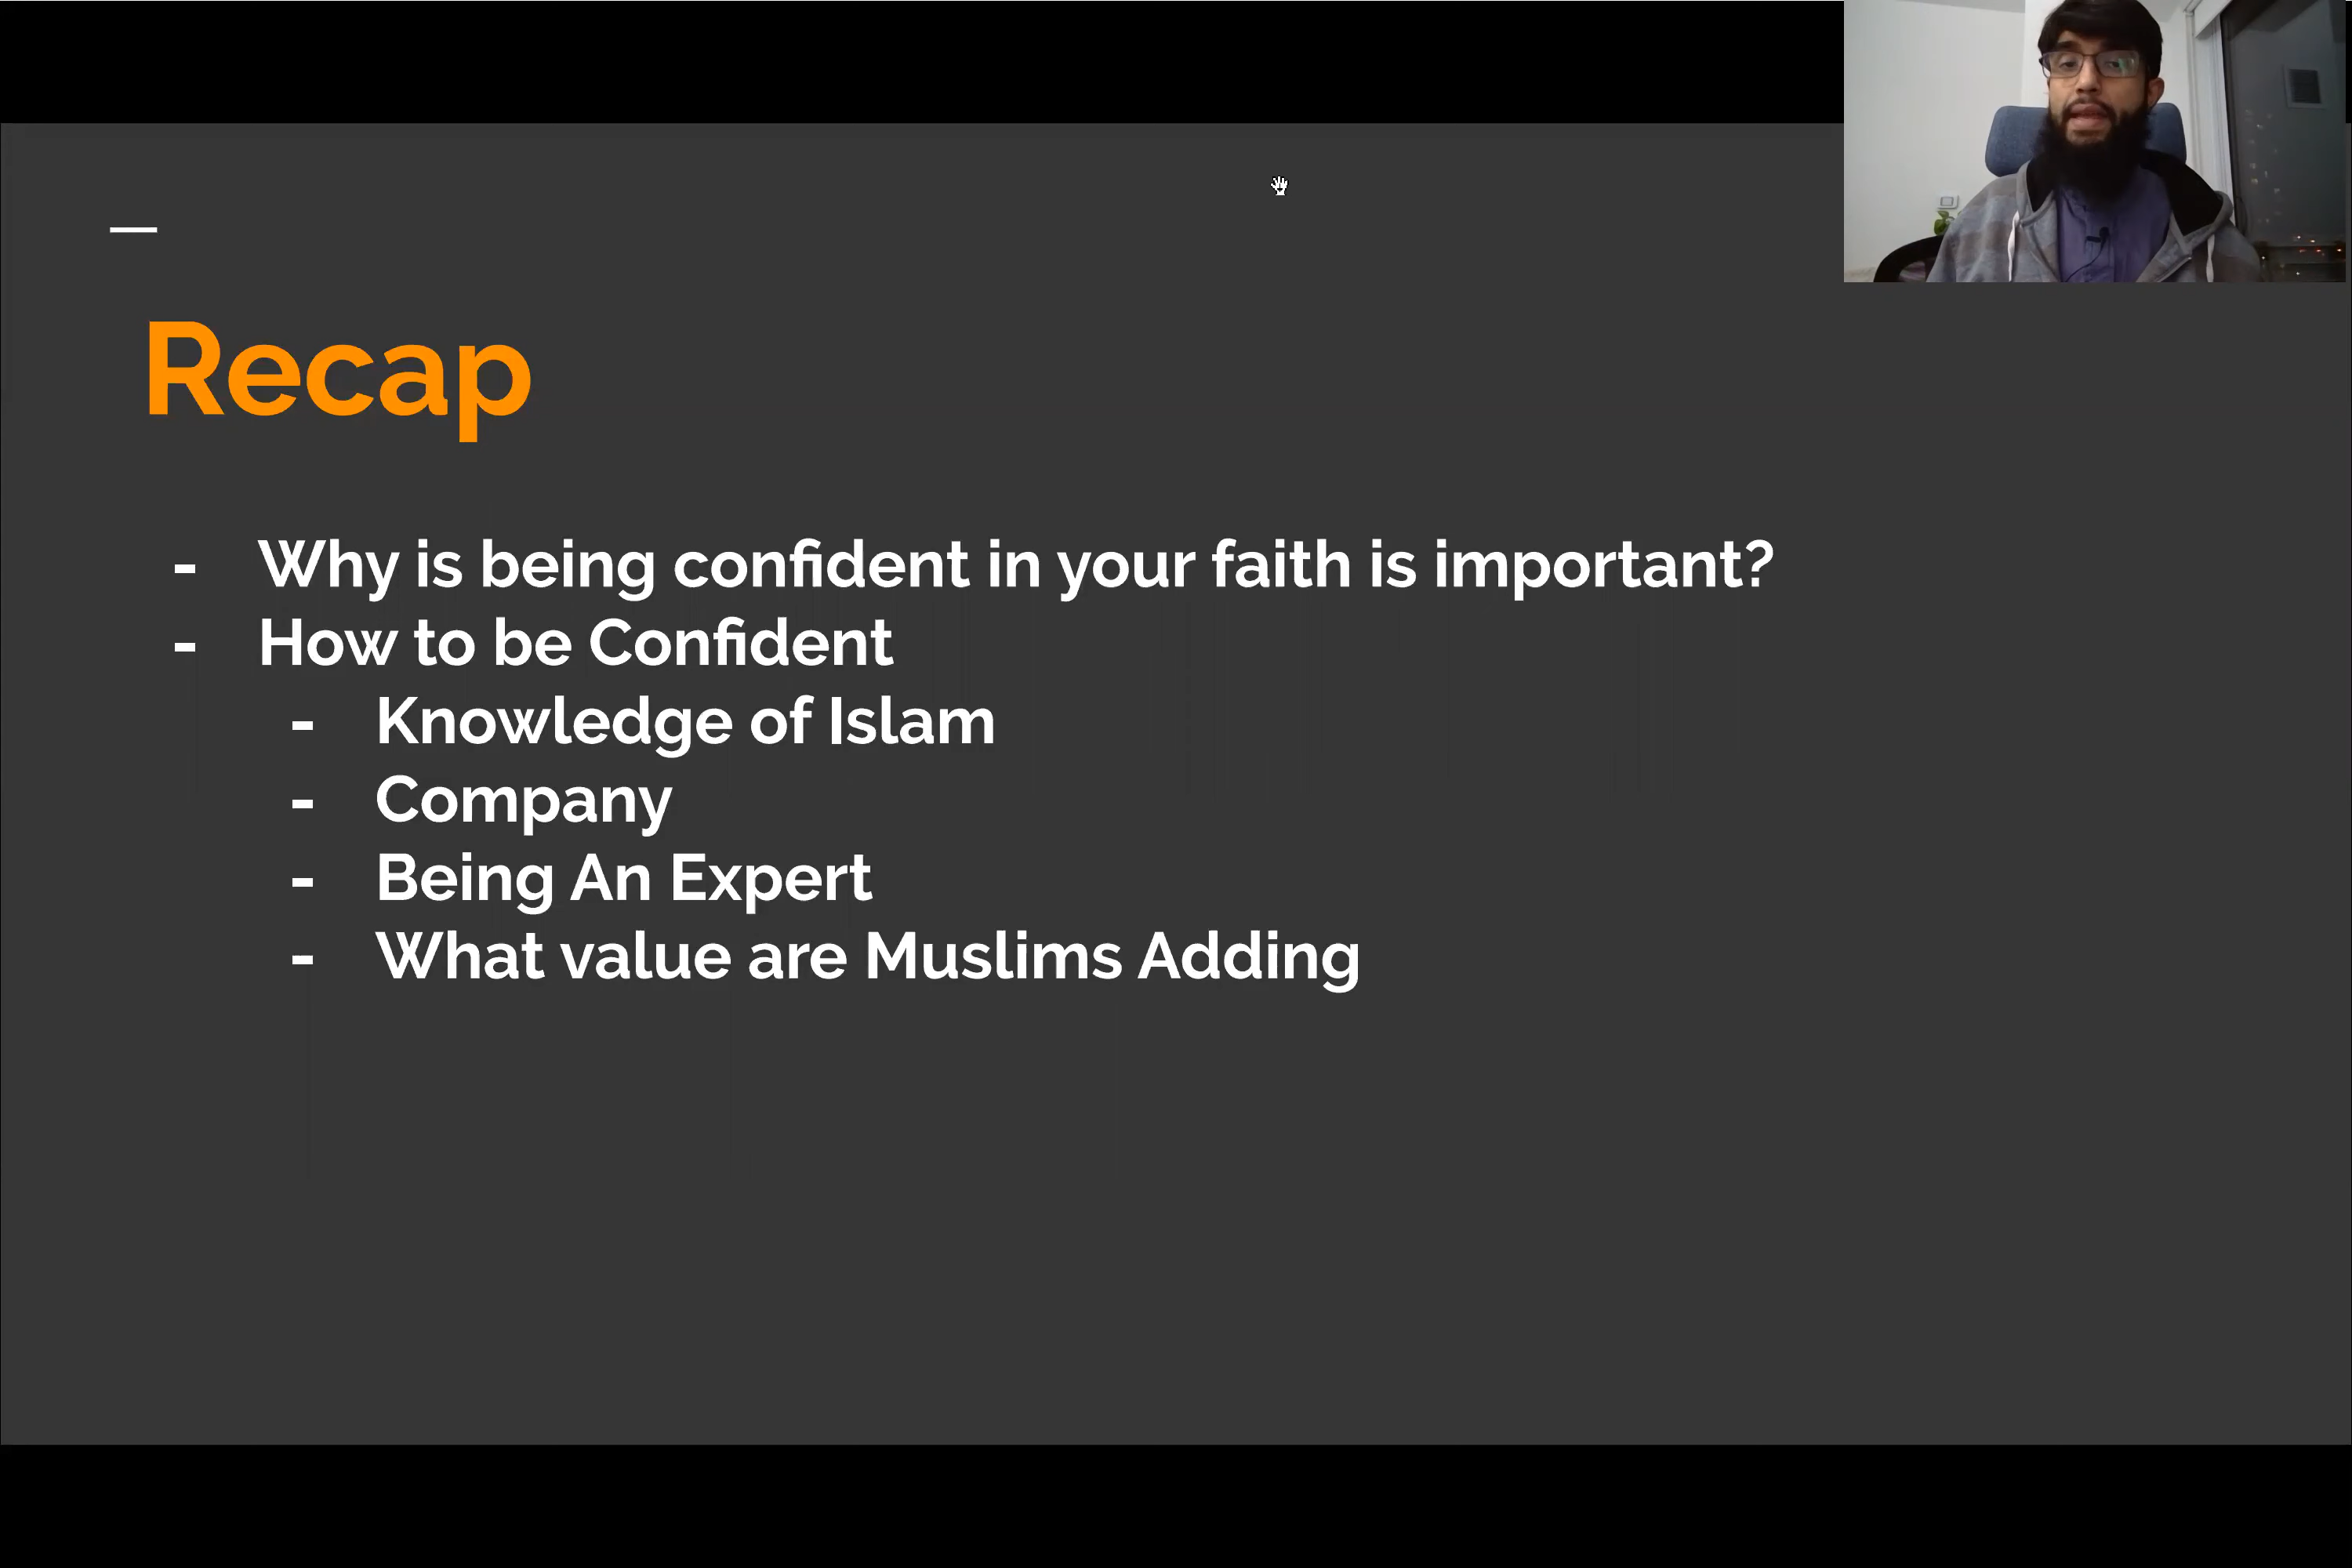 Recap
- Why is being confident in your faith is important?
- How to be Confident
- Knowledge of Islam
- Company
- Being An Expert
- What value are Muslims Adding